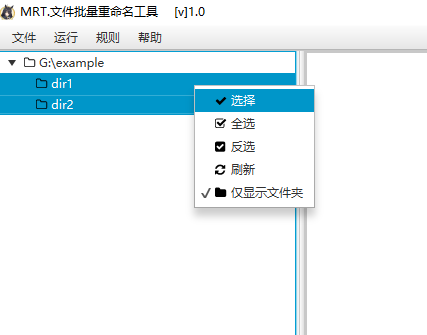 MRT.文件批量重命名工具 [v]1.0
文件 运行 规则 帮助
G:\example
dir1
dir2
选择
全选
反选
刷新
仅显示文件夹